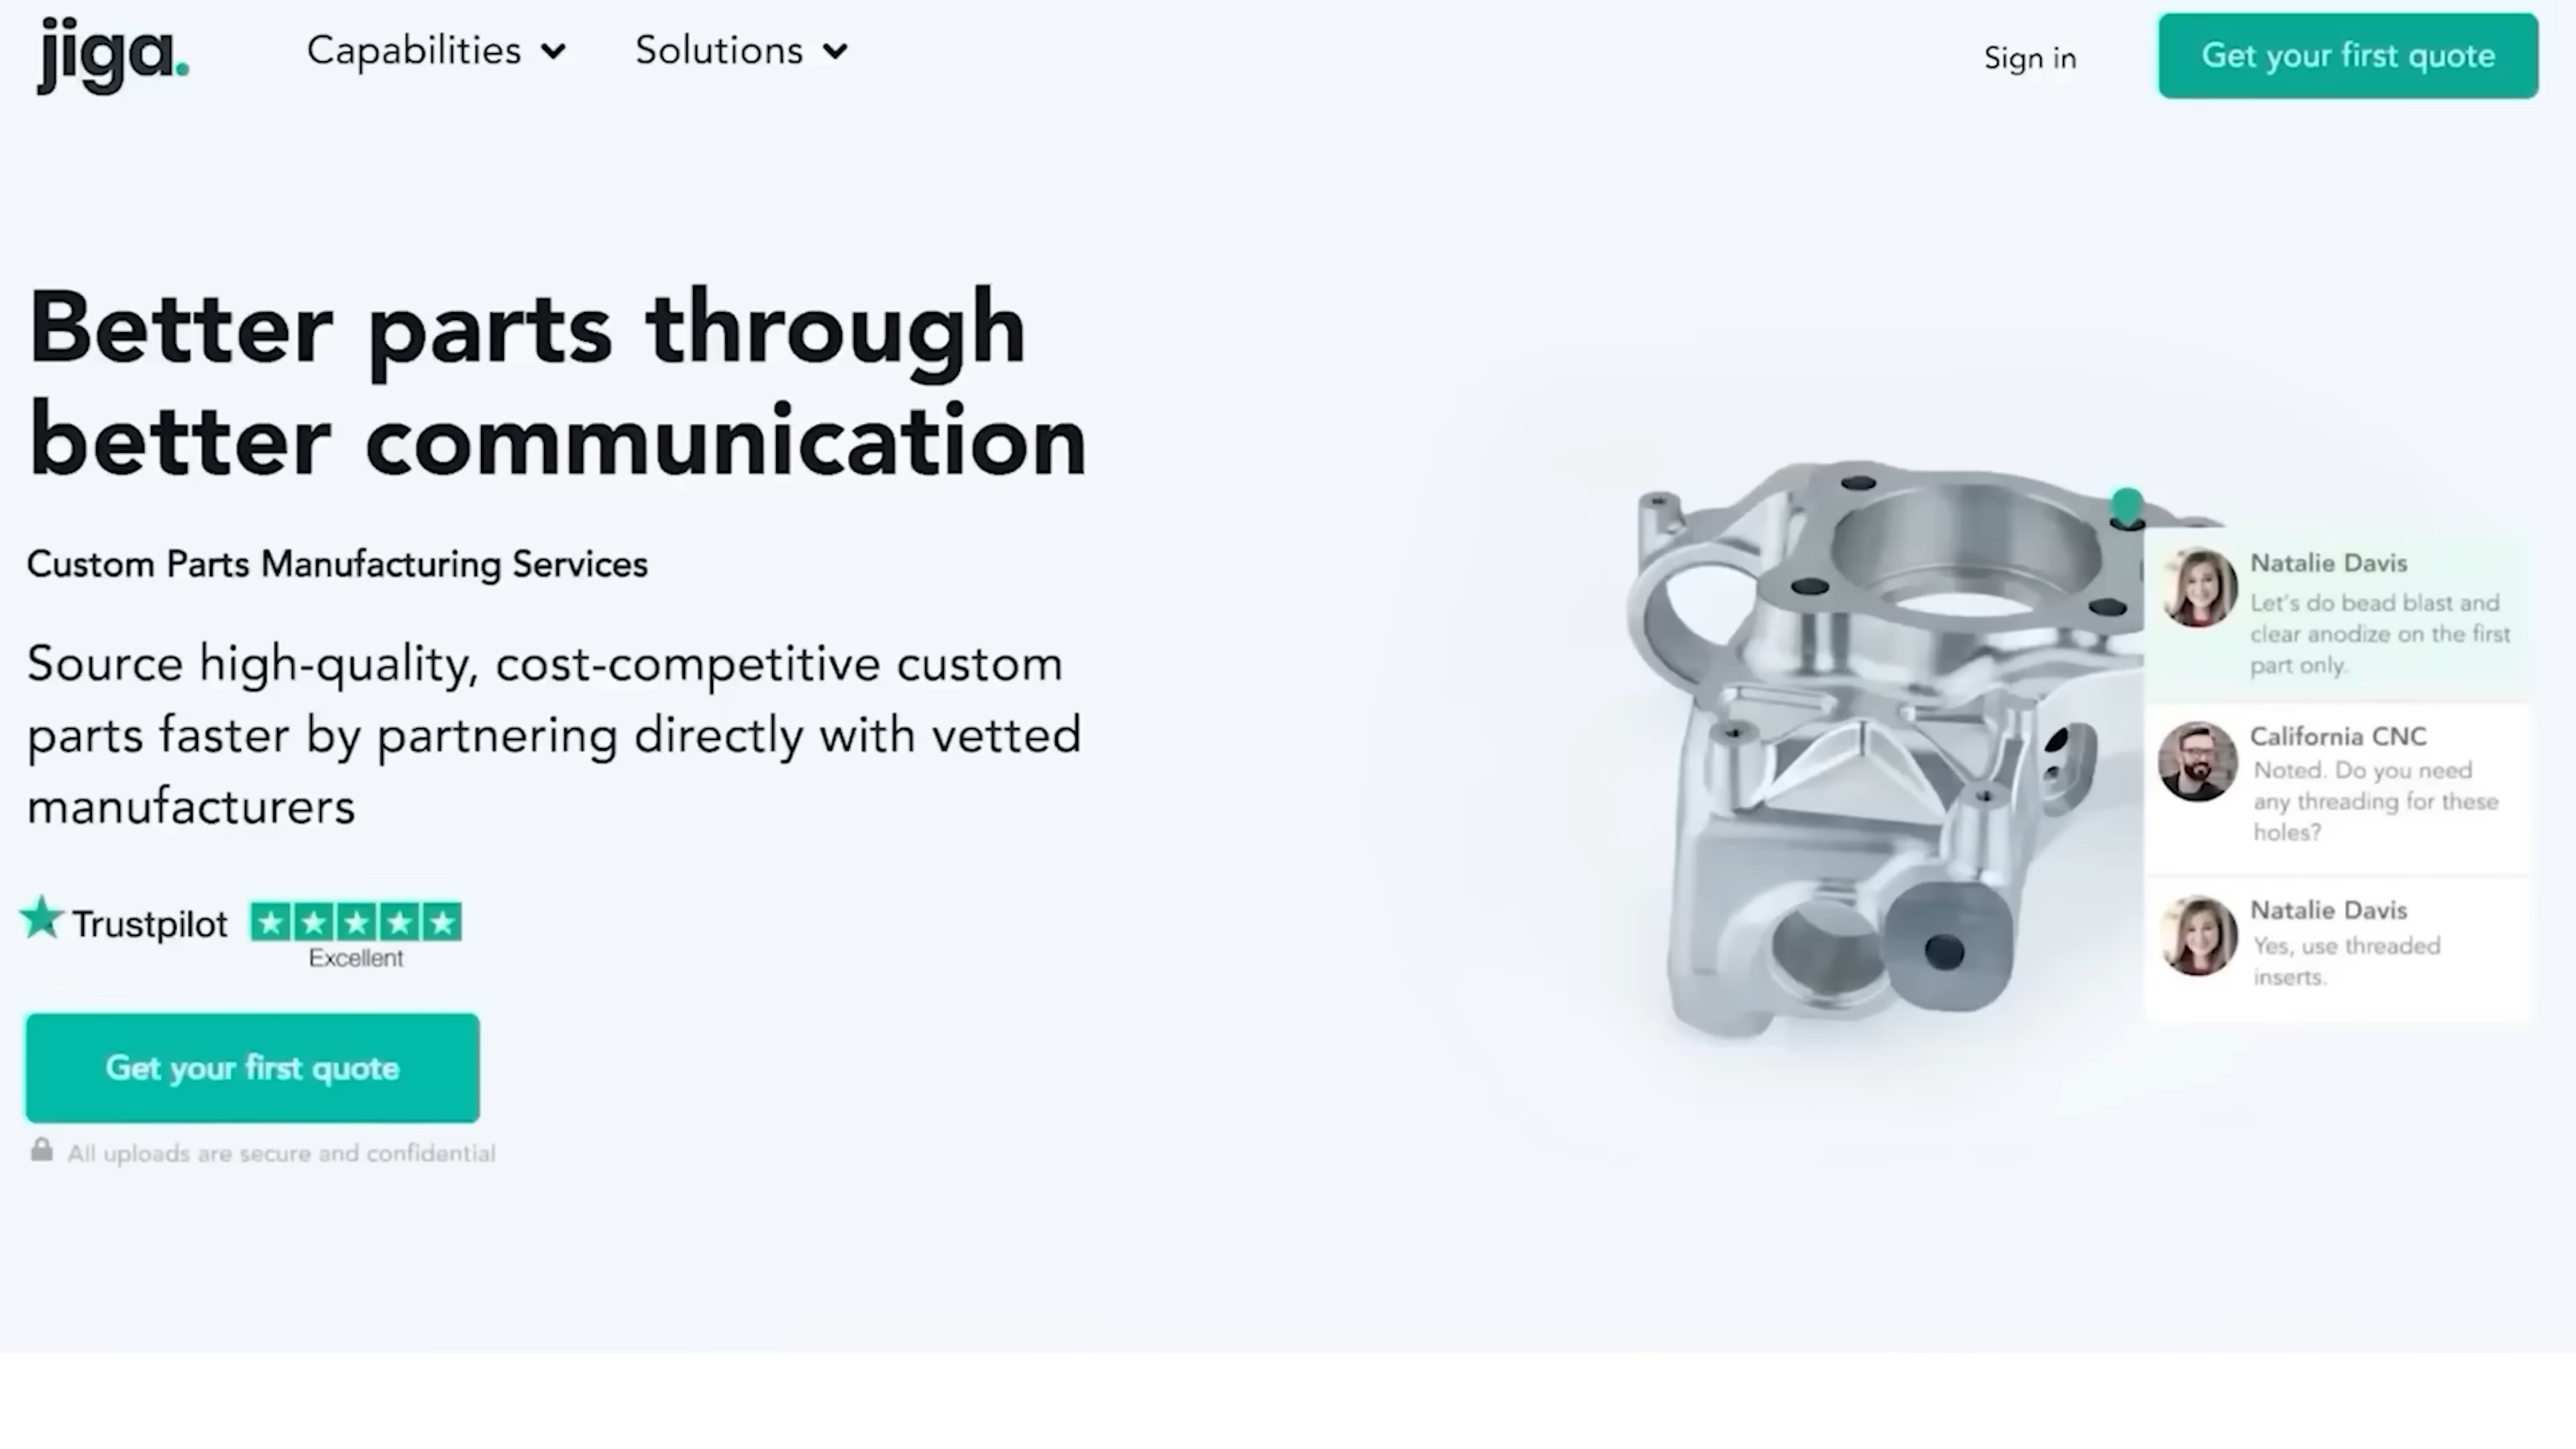 jiga.
Capabilities
Solutions
Sign in
Get your first quote
Better parts through
better communication
Custom Parts Manufacturing Services
Source high-quality, cost-competitive custom
parts faster by partnering directly with vetted
manufacturers
Trustpilot
Excellent
Get your first quote
All uploads are secure and confidential
Natalie Davis
Let's do bead blast and
clear anodize on the first
part only.
California CNC
Noted. Do you need
any threading for these
holes?
Natalie Davis
Yes, use threaded
inserts.